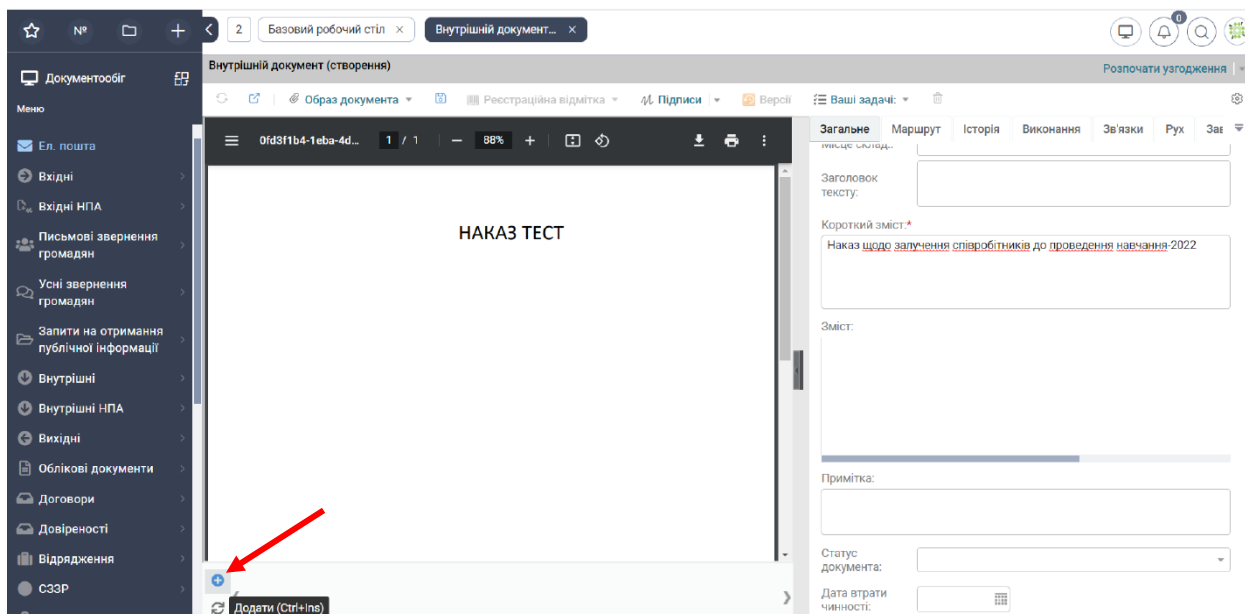 №
2
Базовий робочий стіл ×
Внутрішній документ... ×
0
Документообіг
Меню
Ел. пошта
Вхідні
Вхідні НПА
Письмові звернення
громадян
Усні звернення
громадян
Запити на отримання
публічної інформації
Внутрішні
Внутрішні НПА
Вихідні
Облікові документи
Договори
Довіреності
Відрядження
СЗЗР
Внутрішній документ (створення)
Розпочати узгодження
Образ документа
Реєстраційна відмітка
Підписи
Версії
Ваші задачі:
0fd3f1b4-1eba-4d...
1 / 1
88%
НАКАЗ ТЕСТ
Додати (Ctrl+Ins)
Загальне Маршрут Історія Виконання Зв'язки Рух Заг
Місце склад.:
Заголовок
тексту:
Короткий зміст:*
Наказ щодо залучення співробітників до проведення навчання-2022
Зміст:
Примітка:
Статус
документа:
Дата втрати
чинності: